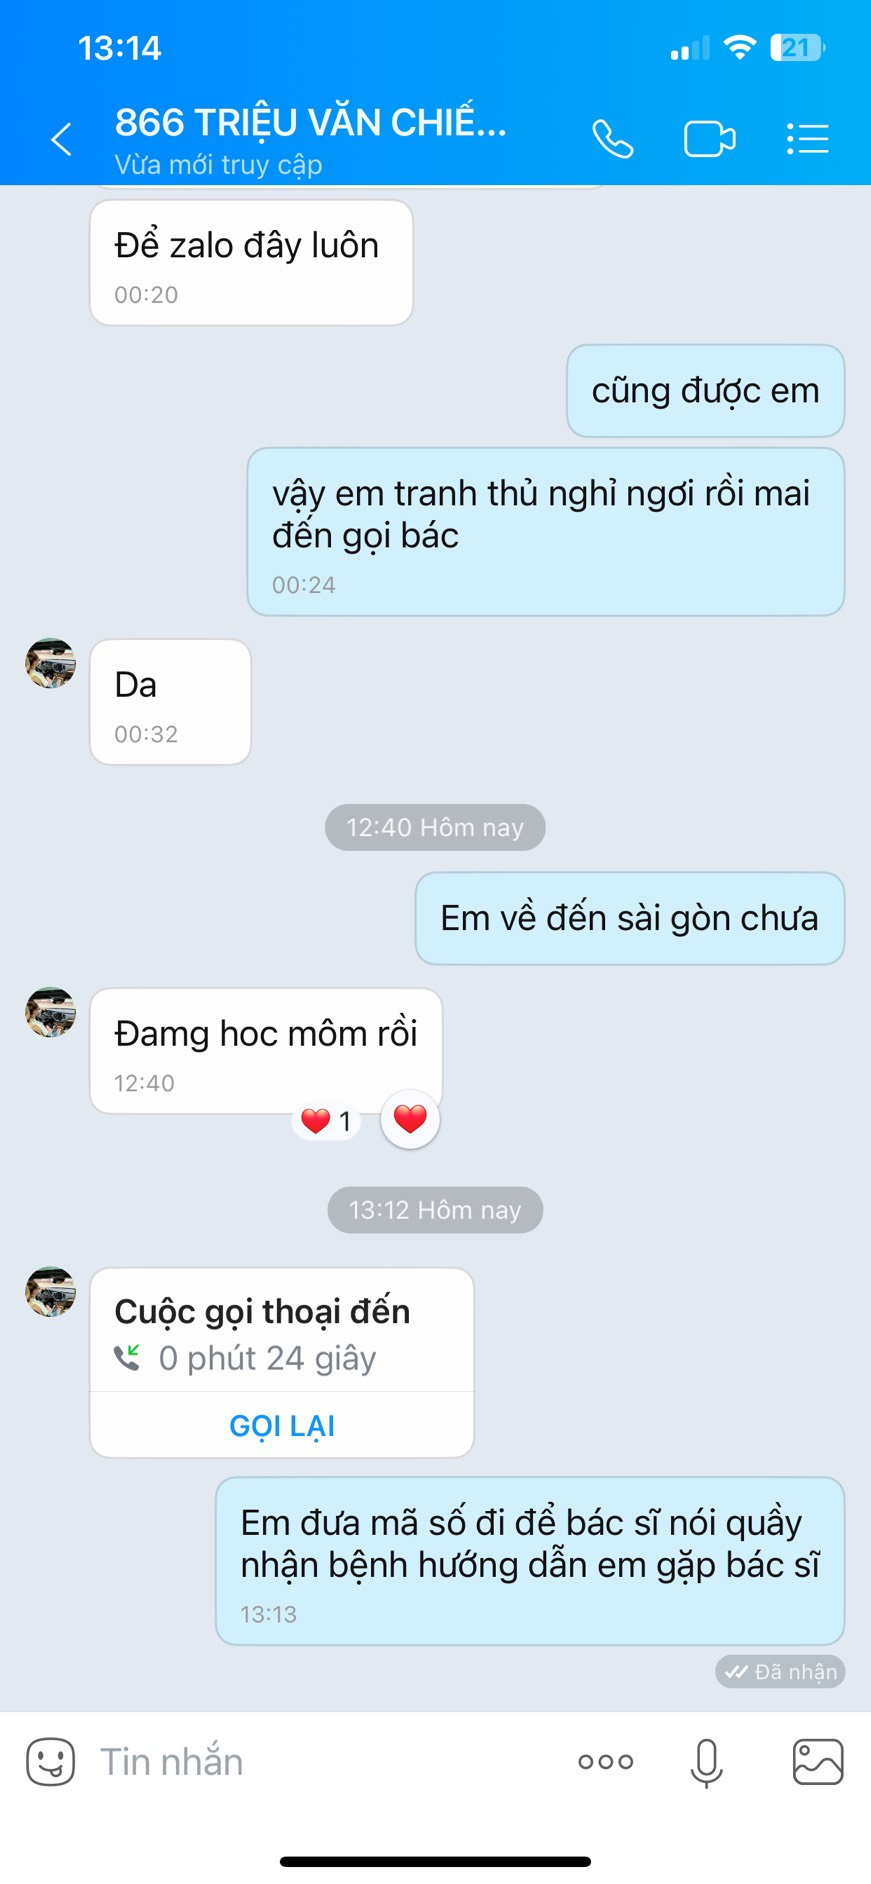 13:14
21
866 TRIỆU VĂN CHIẾ...
Vừa mới truy cập
Để zalo đây luôn
00:20
cũng được em
vậy em tranh thủ nghỉ ngơi rồi mai
đến gọi bác
00:24
Da
00:32
12:40 Hôm nay
Em về đến sài gòn chưa
Đamg hoc môm rồi
12:40
1
13:12 Hôm nay
Cuộc gọi thoại đến
0 phút 24 giây
GỌI LẠI
Em đưa mã số đi để bác sĩ nói quầy
nhận bệnh hướng dẫn em gặp bác sĩ
13:13
Đã nhận
Tin nhắn